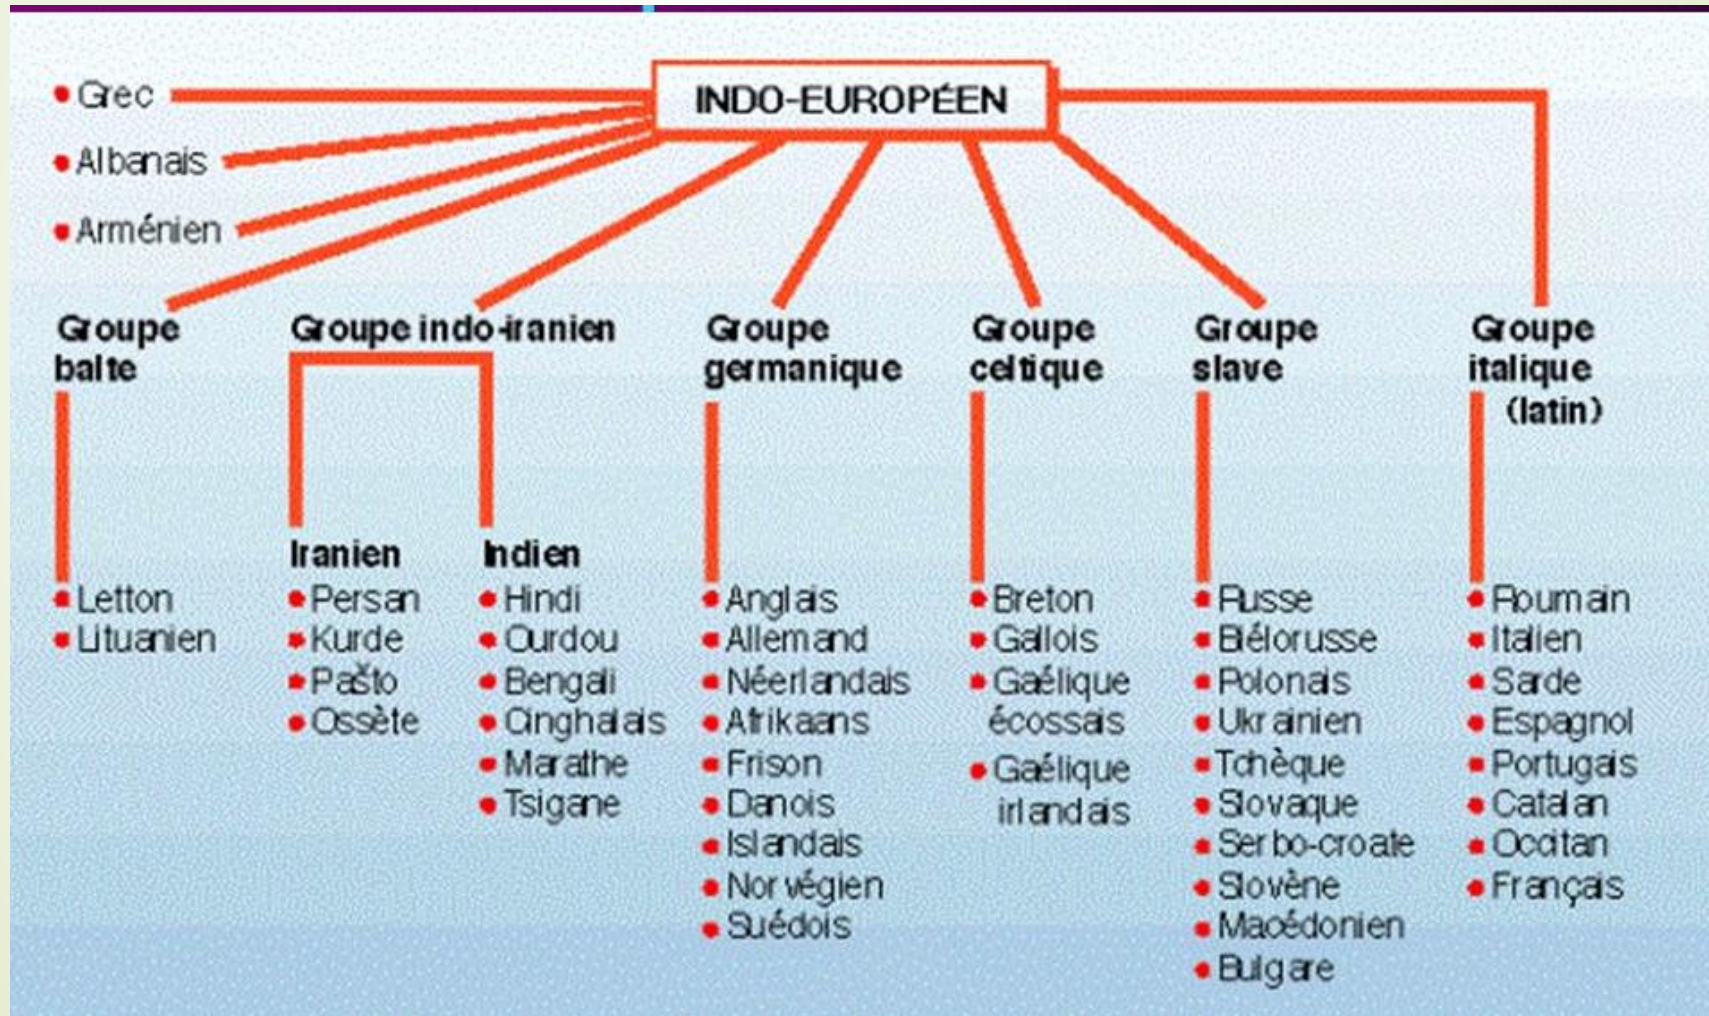 INDO-EUROPÉEN
• Grec
• Albanais
• Arménien
Groupe
balte
• Letton
• Lituanien
Groupe indo-iranien
Iranien
• Persan
• Kurde
• Pašto
• Ossète
Indien
• Hindi
• Ourdou
• Bengali
• Cinghalais
• Marathe
• Tsigane
Groupe
germanique
• Anglais
• Allemand
• Néerlandais
• Afrikaans
• Frison
• Danois
• Islandais
• Norvégien
• Suédois
Groupe
celtique
• Breton
• Gallois
• Gaélique
écossais
• Gaélique
irlandais
Groupe
slave
• Russe
• Biélorusse
• Polonais
• Ukrainien
• Tchèque
• Slovaque
• Serbo-croate
• Slovène
• Macédonien
• Bulgare
Groupe
italique
(latin)
• Roumain
• Italien
• Sarde
• Espagnol
• Portugais
• Catalan
• Occitan
• Français